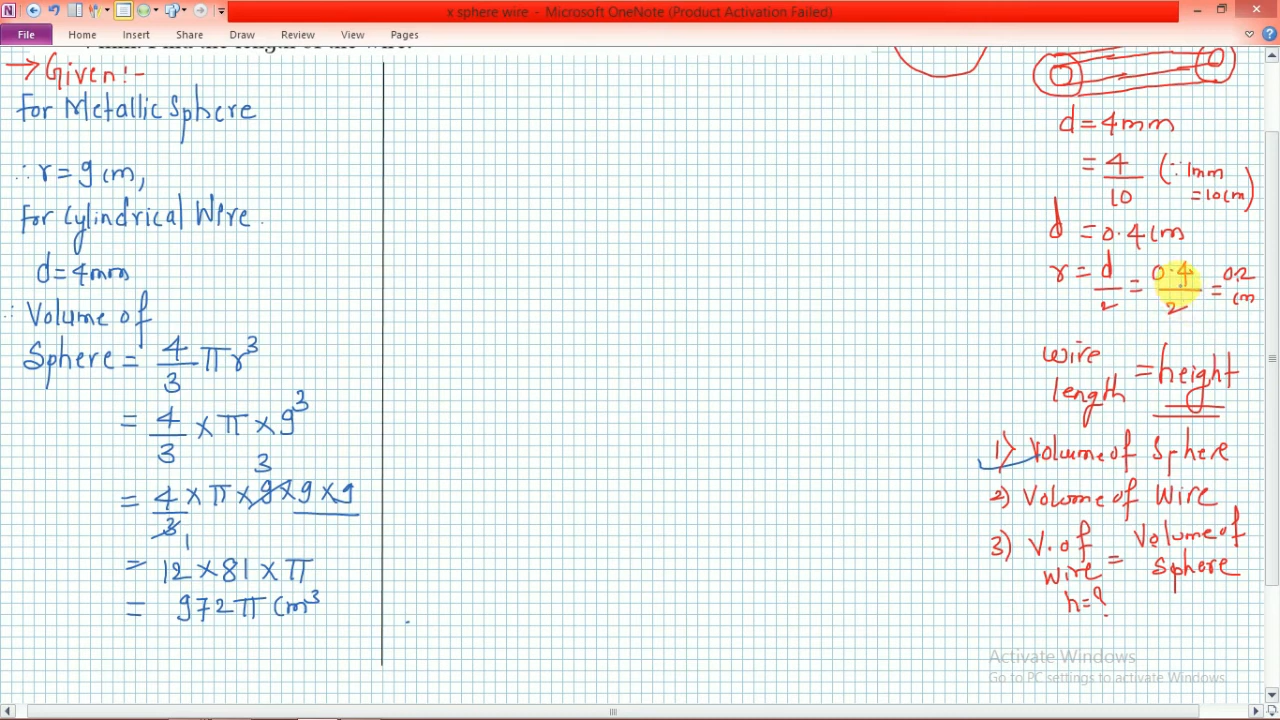 x sphere wire - Microsoft OneNote (Product Activation Failed)
File Home Insert Share Draw Review View Pages
→ Given:-
For Metallic Sphere
∴ r = 9 cm,
For Cylindrical Wire.
d = 4mm
∴ Volume of
Sphere = 4/3 πr³
= 4/3 × π × 9³
3
= 4/3 × π × 9 × 9 × 9
1
= 12 × 81 × π
= 972π cm³
d = 4mm
= 4/10 (∵ 1mm = 10cm)
d = 0.4 cm
r = d/2 = 0.4/2 = 0.2 cm
wire length = height
1) Volume of Sphere
2) Volume of Wire
3) V. of wire = Volume of Sphere
h = ?
Activate Windows
Go to PC settings to activate Windows.